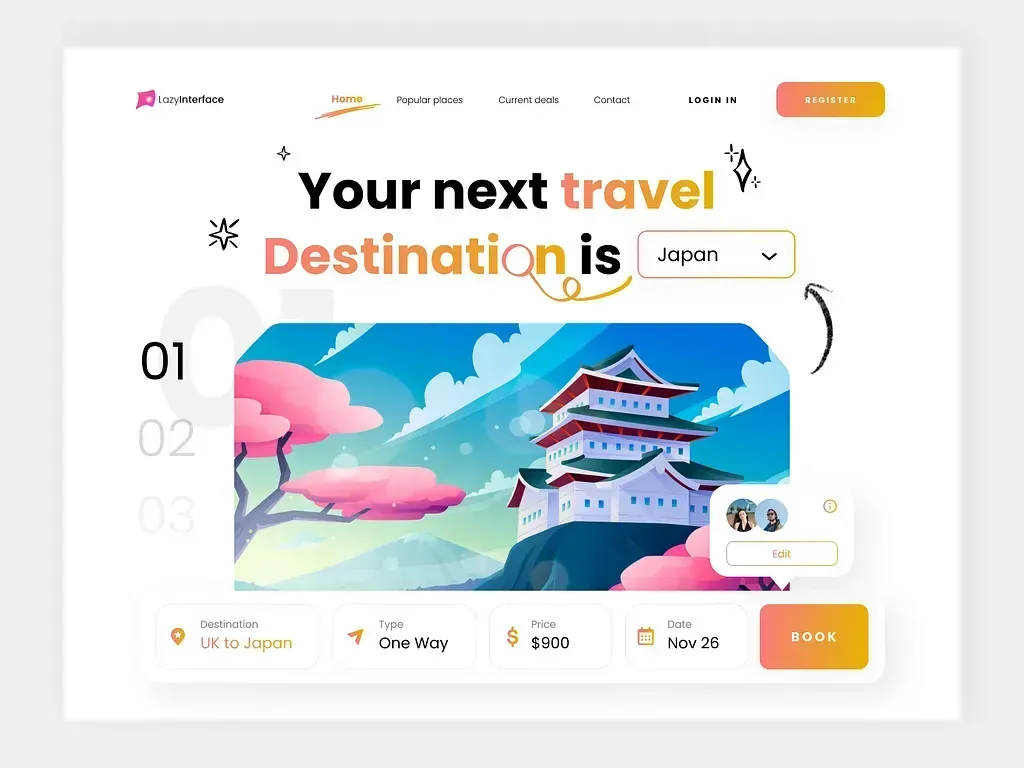 LazyInterface
Home
Popular places
Current deals
Contact
LOGIN IN
REGISTER
Your next travel
Destination is
Japan
01
01
02
03
Edit
Destination
UK to Japan
Type
One Way
$
Price
$900
Date
Nov 26
BOOK